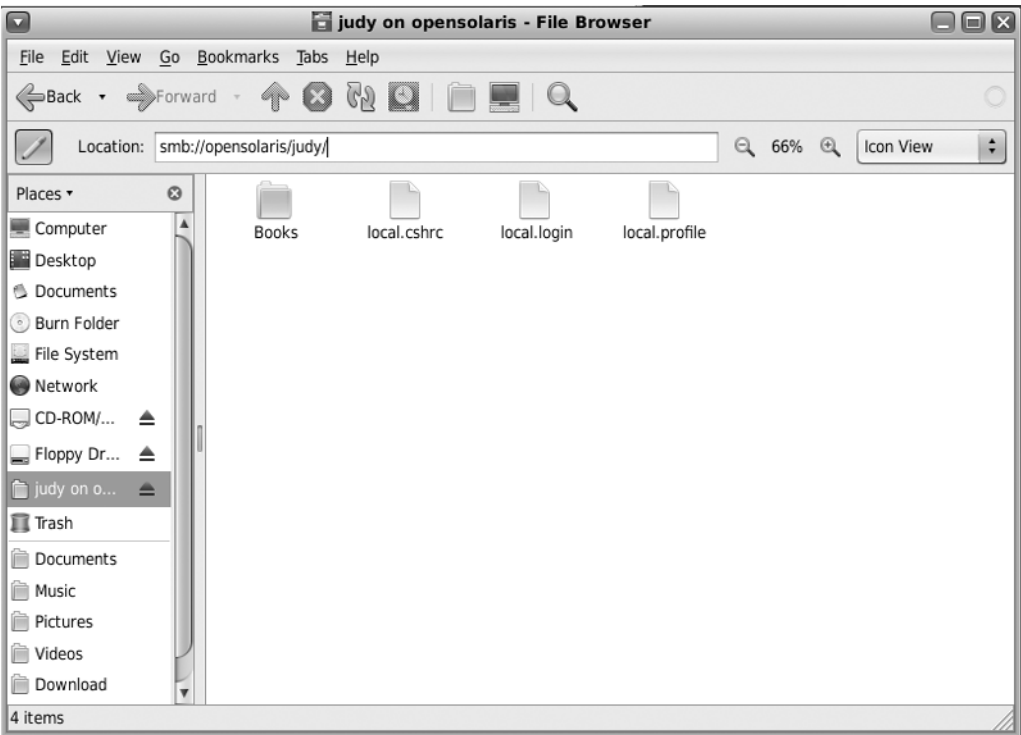 judy on opensolaris - File Browser
File Edit View Go Bookmarks Tabs Help
Back Forward
Location: smb://opensolaris/judy/ 66% Icon View
Places
Computer
Desktop
Documents
Burn Folder
File System
Network
CD-ROM/...
Floppy Dr...
judy on o...
Trash
Documents
Music
Pictures
Videos
Download
Books local.cshrc local.login local.profile
4 items